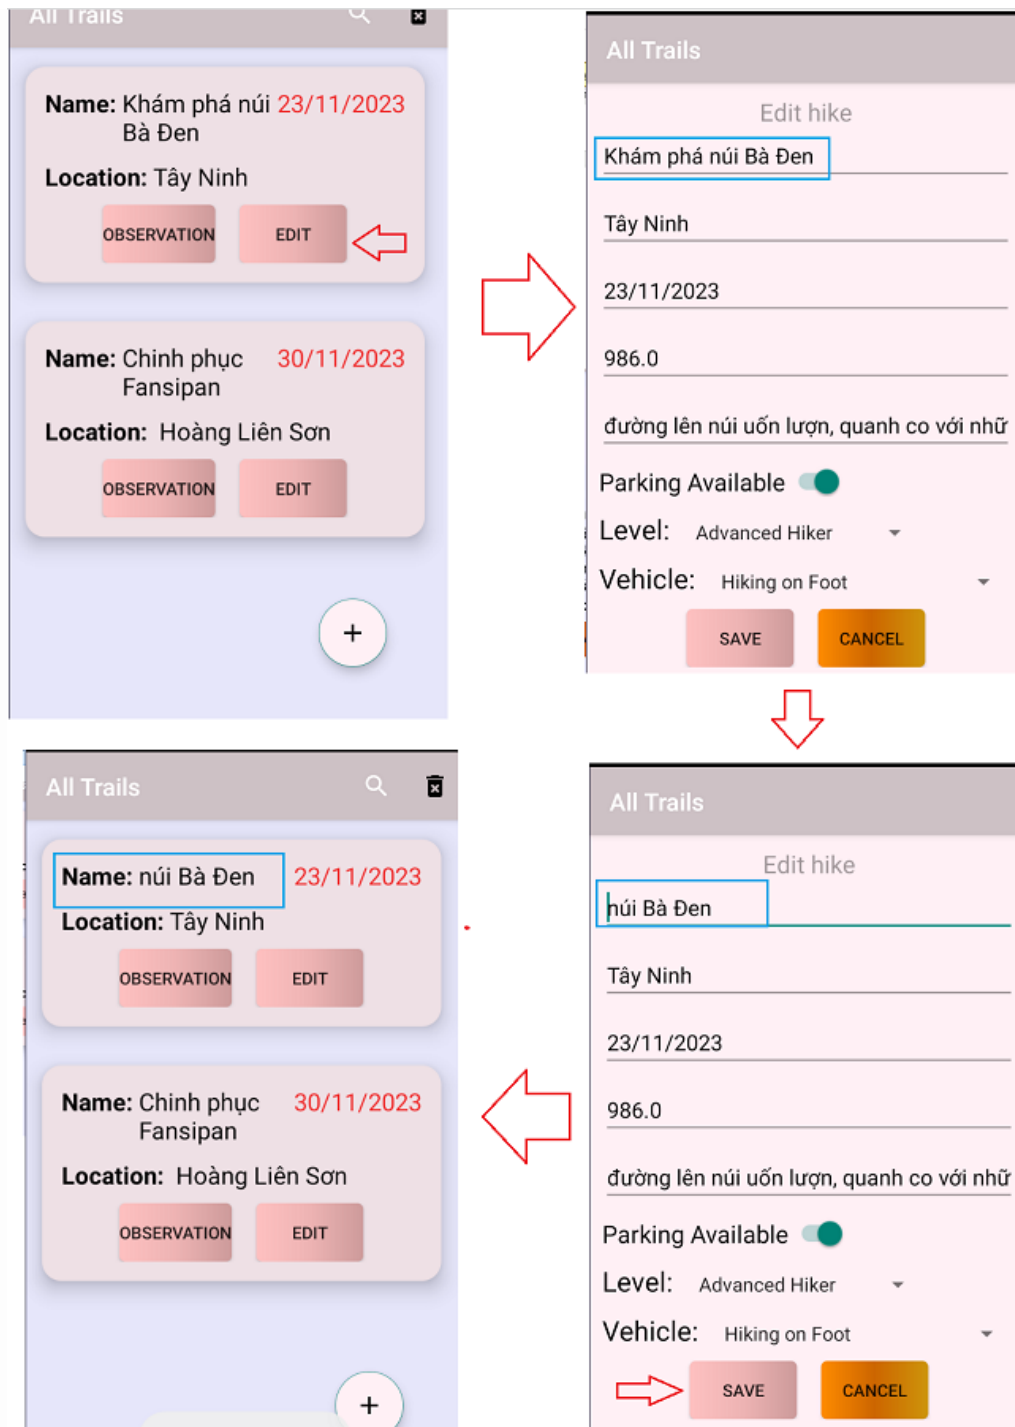 All Trails
Name: Khám phá núi 23/11/2023
Bà Đen
Location: Tây Ninh
OBSERVATION EDIT
Name: Chinh phục 30/11/2023
Fansipan
Location: Hoàng Liên Sơn
OBSERVATION EDIT
+
All Trails
Edit hike
Khám phá núi Bà Đen
Tây Ninh
23/11/2023
986.0
đường lên núi uốn lượn, quanh co với nhữ
Parking Available
Level: Advanced Hiker
Vehicle: Hiking on Foot
SAVE CANCEL
All Trails
Edit hike
núi Bà Đen
Tây Ninh
23/11/2023
986.0
đường lên núi uốn lượn, quanh co với nhữ
Parking Available
Level: Advanced Hiker
Vehicle: Hiking on Foot
SAVE CANCEL
All Trails
Name: núi Bà Đen 23/11/2023
Location: Tây Ninh
OBSERVATION EDIT
Name: Chinh phục 30/11/2023
Fansipan
Location: Hoàng Liên Sơn
OBSERVATION EDIT
+